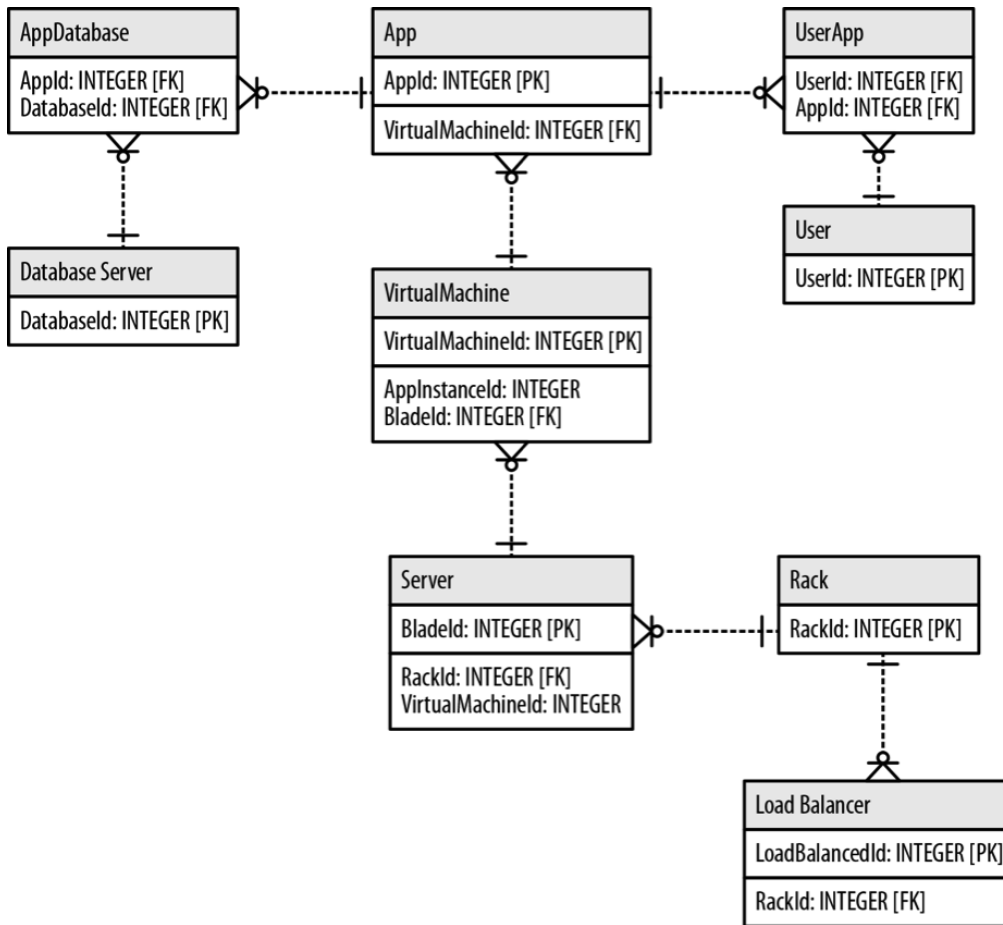 AppDatabase
AppId: INTEGER [FK]
DatabaseId: INTEGER [FK]
App
AppId: INTEGER [PK]
VirtualMachineId: INTEGER [FK]
UserApp
UserId: INTEGER [FK]
AppId: INTEGER [FK]
Database Server
DatabaseId: INTEGER [PK]
User
UserId: INTEGER [PK]
VirtualMachine
VirtualMachineId: INTEGER [PK]
AppInstanceId: INTEGER
BladeId: INTEGER [FK]
Server
BladeId: INTEGER [PK]
RackId: INTEGER [FK]
VirtualMachineId: INTEGER
Rack
RackId: INTEGER [PK]
Load Balancer
LoadBalancedId: INTEGER [PK]
RackId: INTEGER [FK]